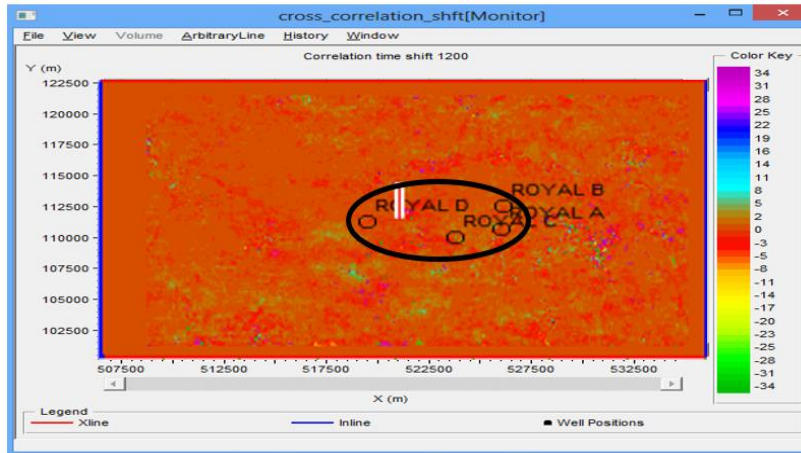 cross_correlation_shft[Monitor]
File View Volume ArbitraryLine History Window
Correlation time shift 1200
Color Key
Y (m)
122500
120000
117500
115000
112500
110000
107500
105000
102500
ROYAL B
ROYAL D
ROYAL A
ROYAL C
507500 512500 517500 522500 527500 532500
X (m)
34
31
28
25
22
19
16
14
11
8
5
2
0
-3
-5
-8
-11
-14
-17
-20
-23
-25
-28
-31
-34
Legend
Xline Inline Well Positions